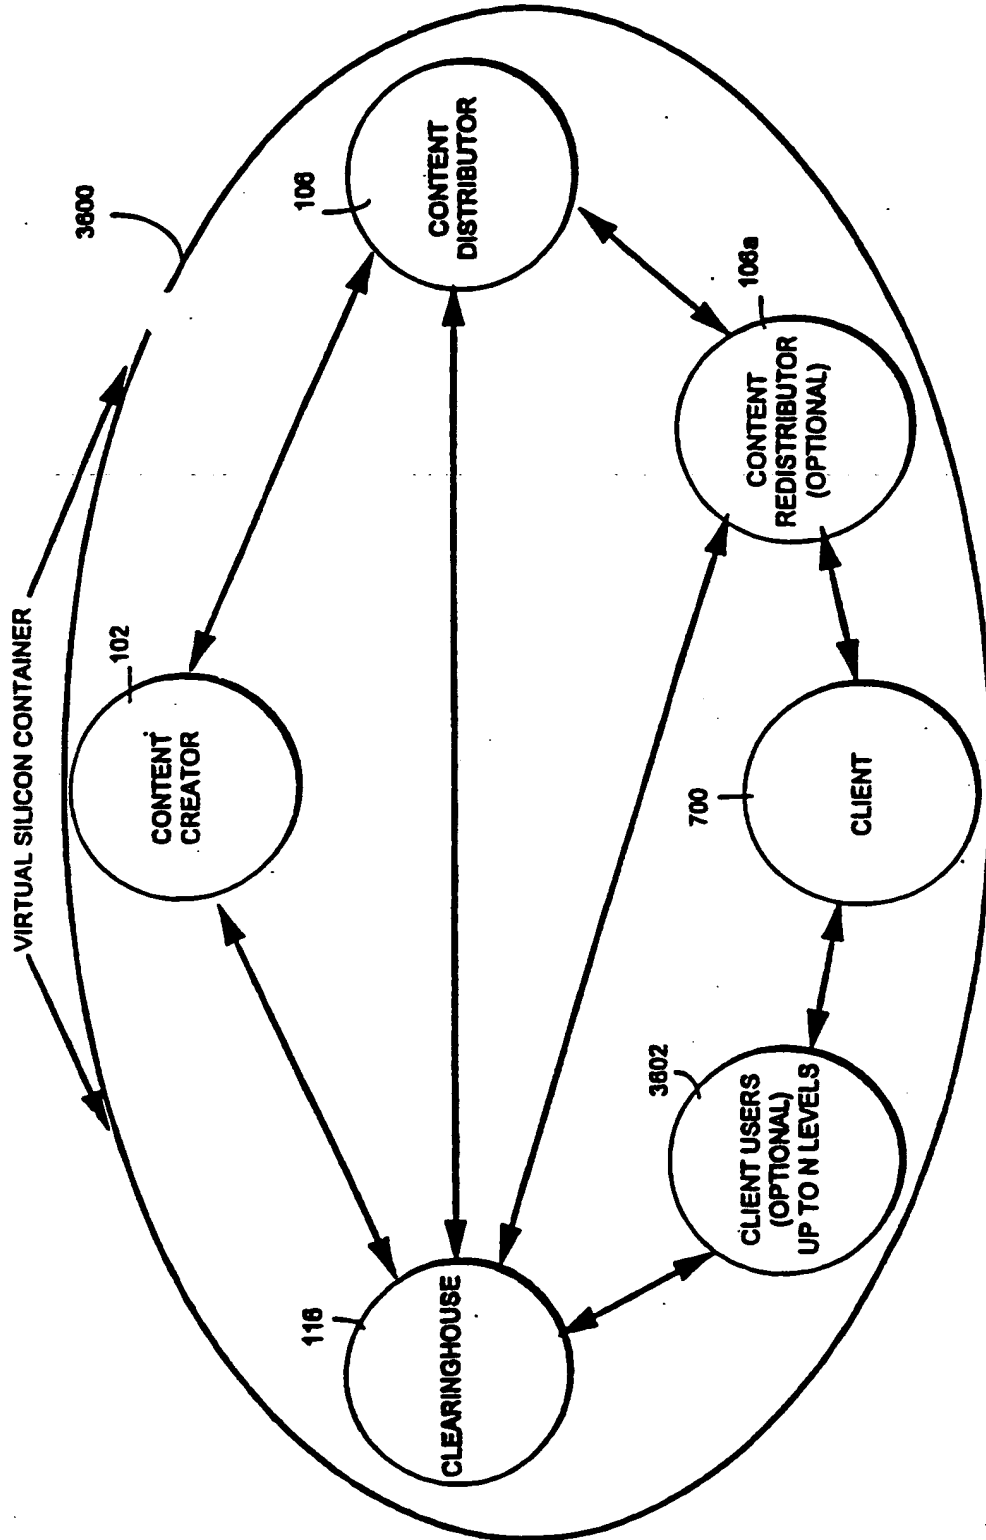 VIRTUAL SILICON CONTAINER
3600
102
CONTENT
CREATOR
106
CONTENT
DISTRIBUTOR
116
CLEARINGHOUSE
106a
CONTENT
REDISTRIBUTOR
(OPTIONAL)
3602
CLIENT USERS
(OPTIONAL)
UP TO N LEVELS
700
CLIENT